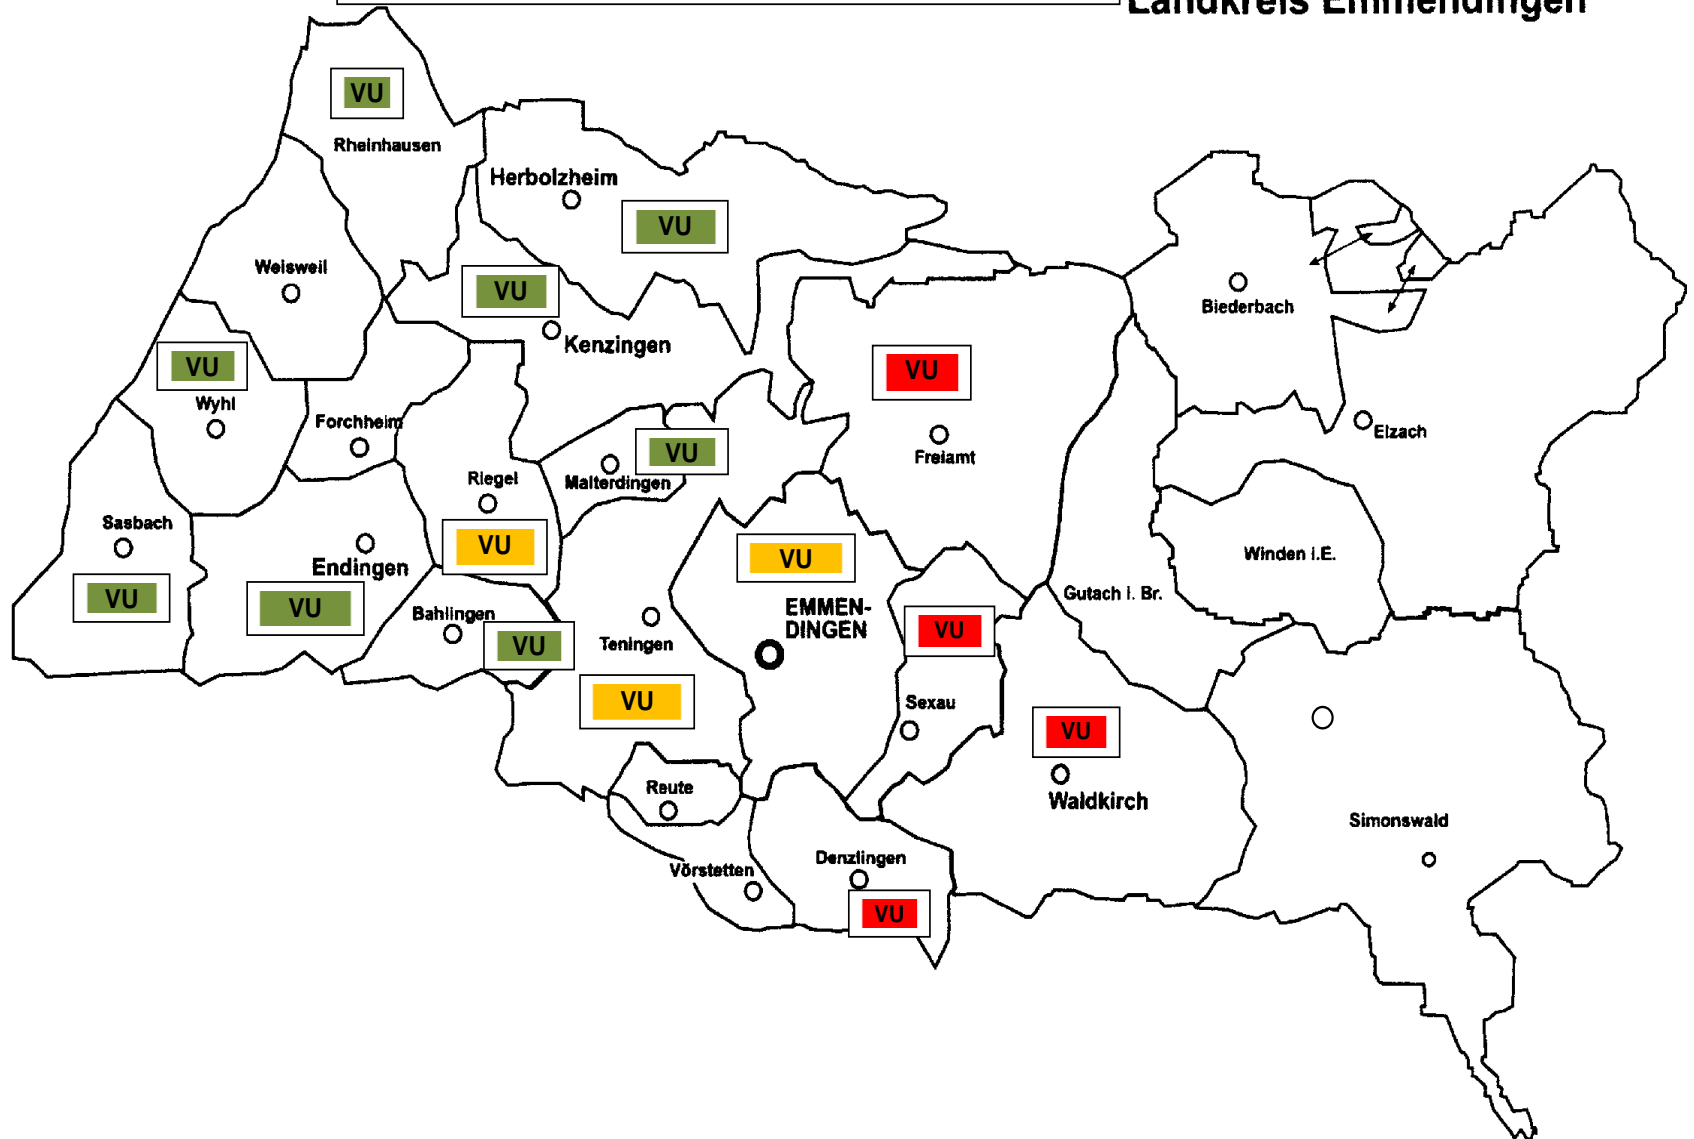 Landkreis Emmendingen
VU
Rheinhausen
Herbolzheim
VU
Weisweil
VU
Biederbach
Kenzingen
VU
VU
Wyhl
Forchheim
Elzach
VU
Freiamt
Riegel
Malterdingen
Sasbach
VU
VU
Winden i.E.
Endingen
Gutach i. Br.
VU
VU
Bahlingen
EMMEN-
DINGEN
VU
VU
Teningen
VU
Sexau
VU
Reute
Waldkirch
Simonswald
Denzlingen
Vörstetten
VU